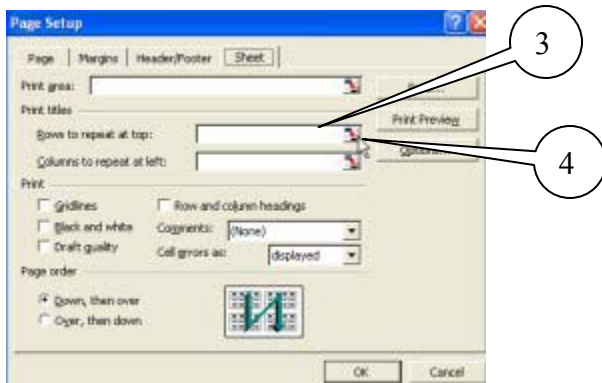 Page Setup
Page
Margins
Header/Footer
Sheet
3
Print area:
Print titles
Print Preview
Rows to repeat at top:
Columns to repeat at left:
4
Print
Gridlines
Row and column headings
Black and white
Comments:
(None)
Draft quality
Cell errors as:
displayed
Page order
Down, then over
Over, then down
OK
Cancel